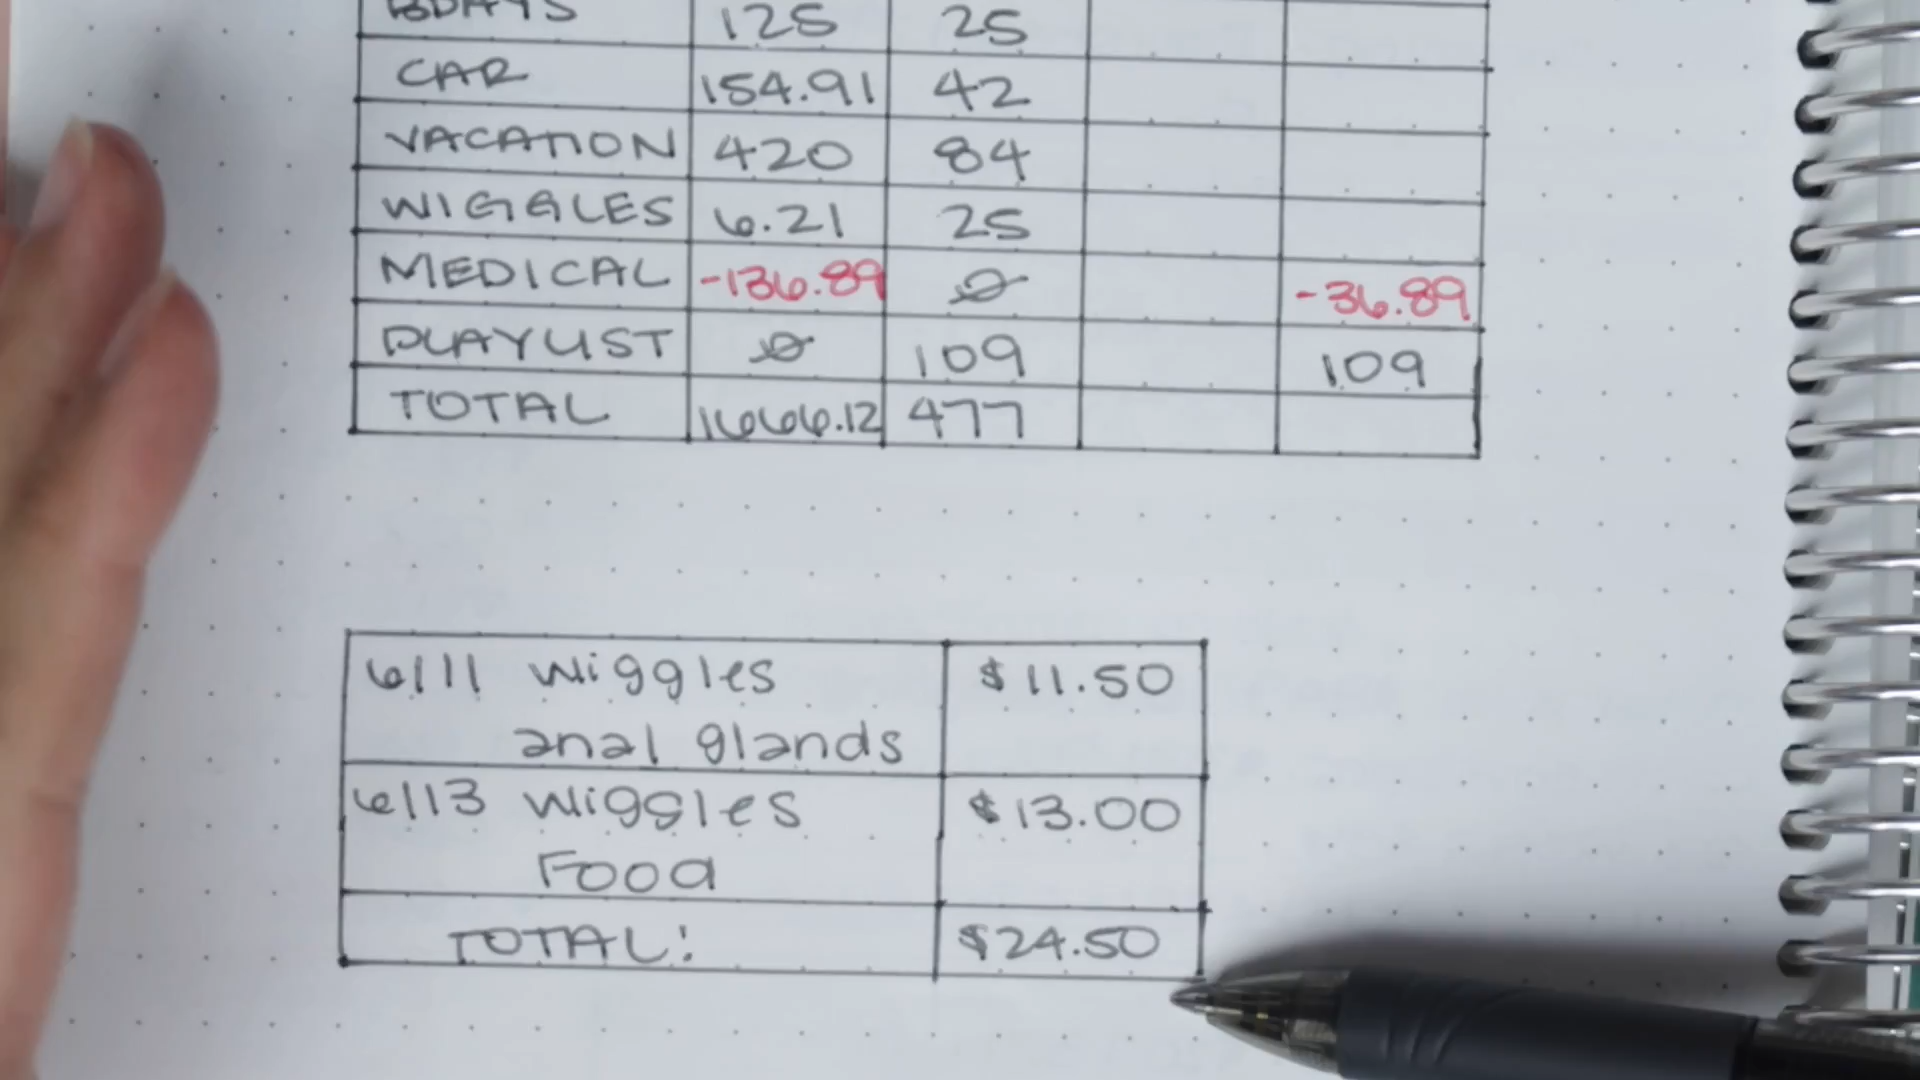 BDAYS 125 25
CAR 154.91 42
VACATION 420 84
WIGGLES 6.21 25
MEDICAL -136.89 Ø -36.89
PLAYLIST Ø 109 109
TOTAL 1666.12 477
6/11 wiggles $11.50
anal glands
6/13 wiggles $13.00
Food
TOTAL: $24.50